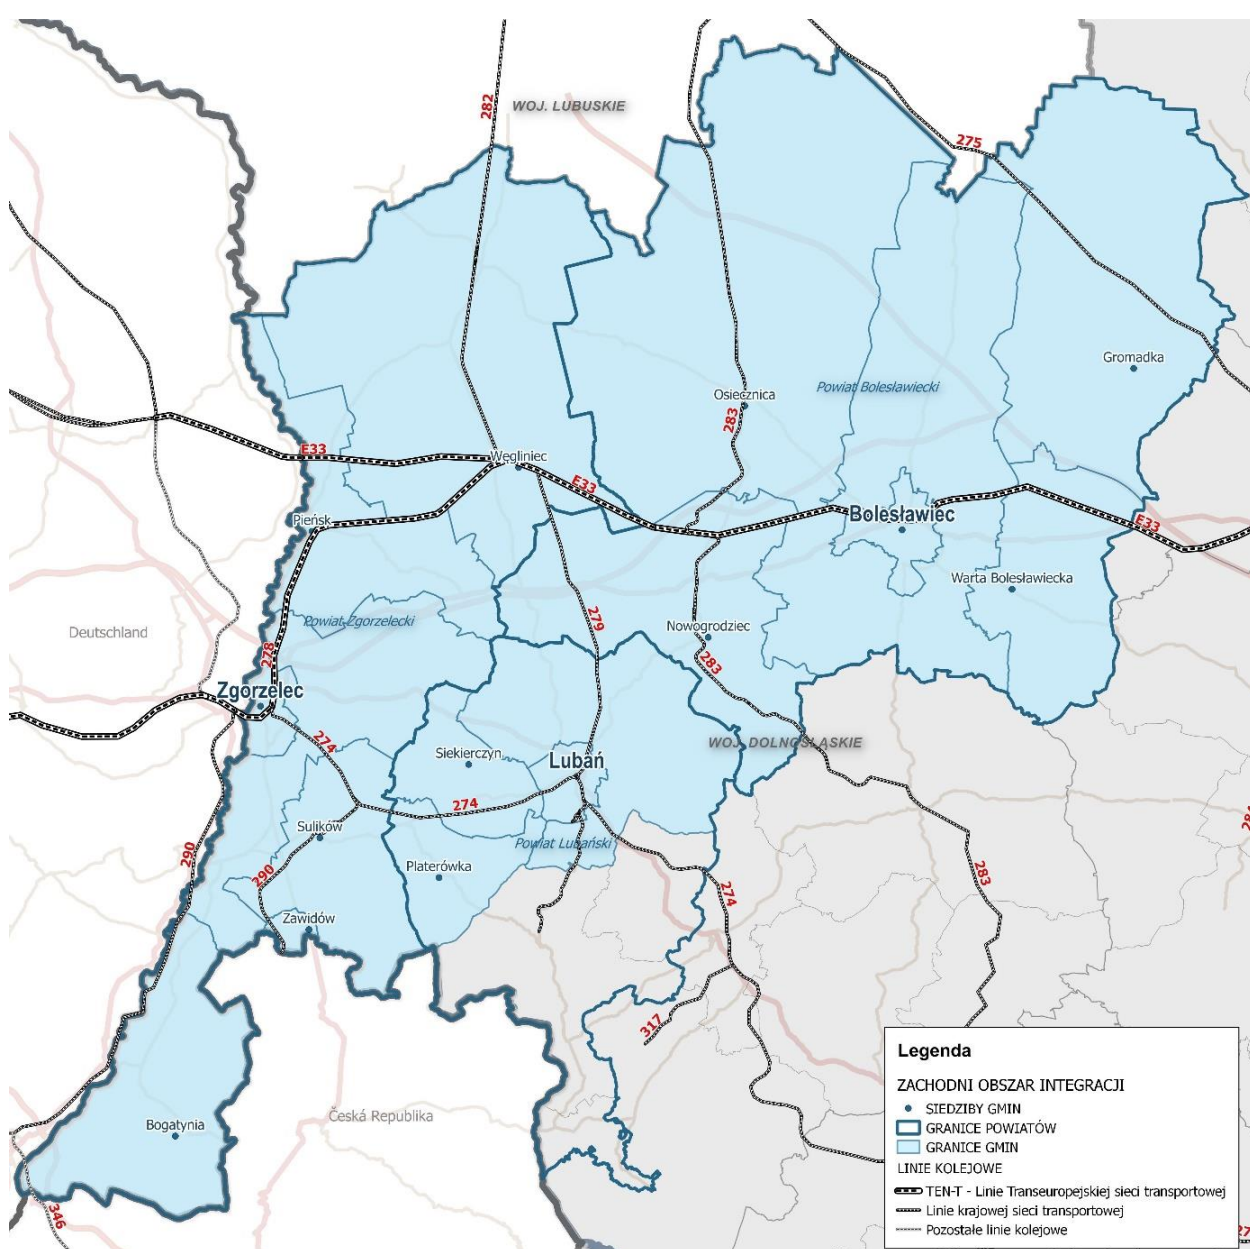 282
WOJ. LUBUSKIE
275
Gromadka
Powiat Bolesławiecki
Osiecznica
283
E33
Węgliniec
E33
Bolesławiec
E33
Pieńsk
Warta Bolesławiecka
Powiat Zgorzelecki
279
Nowogrodziec
Deutschland
278
283
Zgorzelec
274
WOJ. DOLNOSLĄSKIE
Siekierczyn
Lubań
274
Sulików
Powiat Lubański
290
Platerówka
290
274
283
Zawidów
317
Bogatynia
Česká Republika
346
Legenda
ZACHODNI OBSZAR INTEGRACJI
SIEDZIBY GMIN
GRANICE POWIATÓW
GRANICE GMIN
LINIE KOLEJOWE
TEN-T - Linie Transeuropejskiej sieci transportowej
Linie krajowej sieci transportowej
Pozostałe linie kolejowe